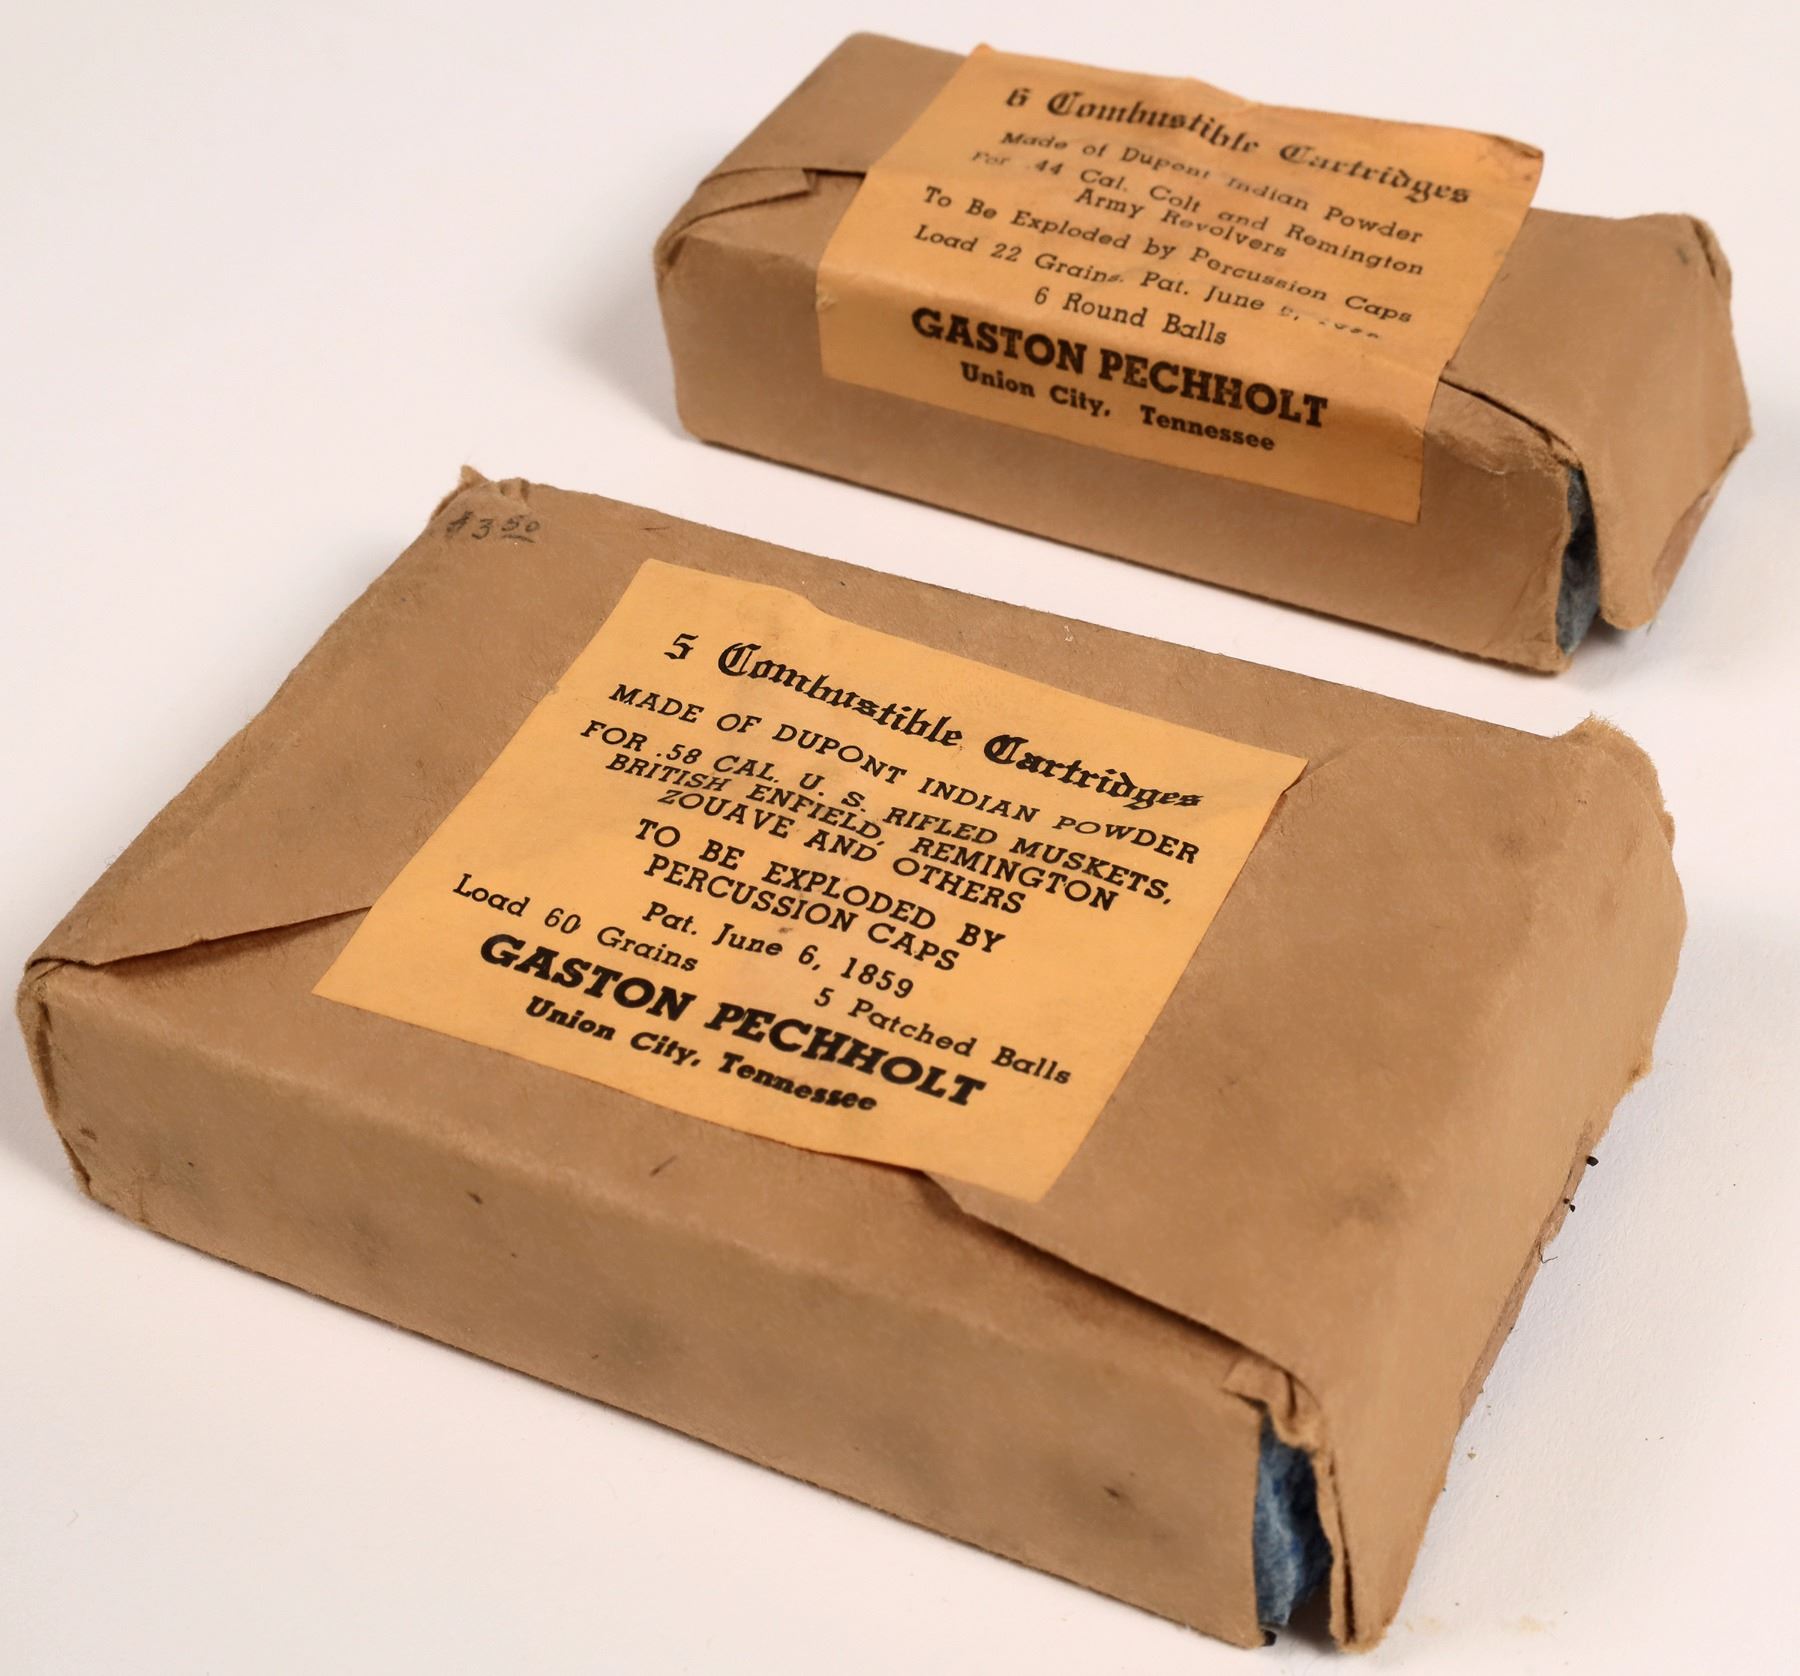 6 Combustible Cartridges
Made of Dupont Indian Powder
For .44 Cal. Colt and Remington
Army Revolvers
To Be Exploded by Percussion Caps
Load 22 Grains. Pat. June
6 Round Balls
GASTON PECHHOLT
Union City, Tennessee
$3 50
5 Combustible Cartridges
MADE OF DUPONT INDIAN POWDER
FOR .58 CAL. U. S. RIFLED MUSKETS,
BRITISH ENFIELD, REMINGTON
ZOUAVE AND OTHERS
TO BE EXPLODED BY
PERCUSSION CAPS
Pat. June 6, 1859
Load 60 Grains 5 Patched Balls
GASTON PECHHOLT
Union City, Tennessee